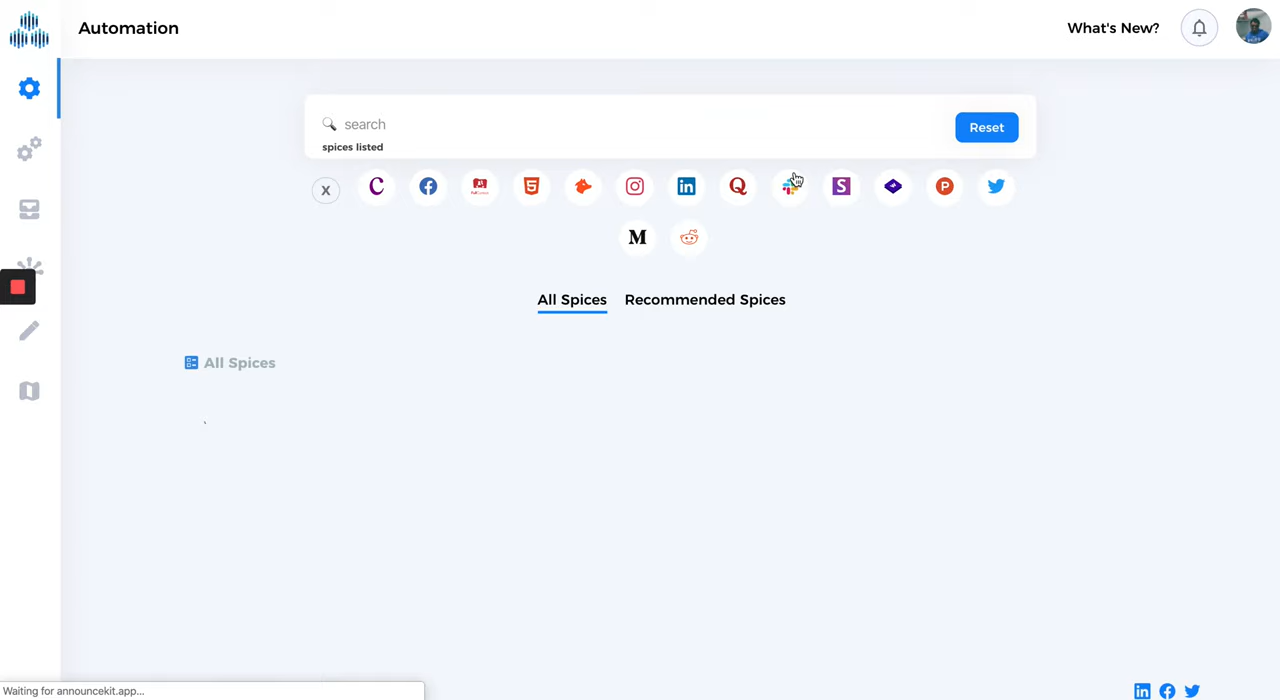 Automation
What's New?
search
Reset
spices listed
X
All Spices Recommended Spices
All Spices
Waiting for announcekit.app...